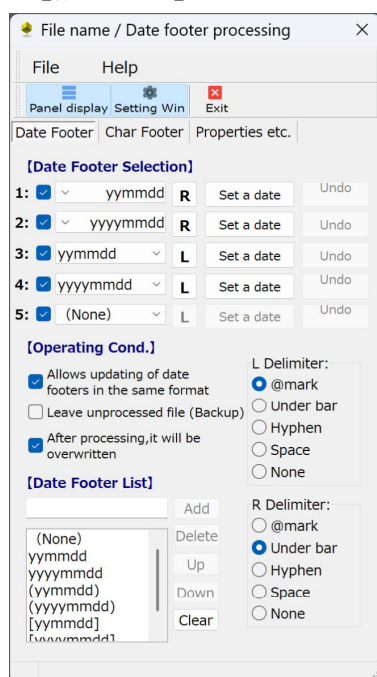 File name / Date footer processing
File Help
Panel display Setting Win Exit
Date Footer Char Footer Properties etc.
【Date Footer Selection】
1: yymmdd R Set a date Undo
2: yyyymmdd R Set a date Undo
3: yymmdd L Set a date Undo
4: yyyymmdd L Set a date Undo
5: (None) L Set a date Undo
【Operating Cond.】
Allows updating of date
footers in the same format
Leave unprocessed file (Backup)
After processing,it will be
overwritten
L Delimiter:
@mark
Under bar
Hyphen
Space
None
【Date Footer List】
Add
Delete
Up
Down
Clear
(None)
yymmdd
yyyymmdd
(yymmdd)
(yyyymmdd)
[yymmdd]
[yyyymmdd]
R Delimiter:
@mark
Under bar
Hyphen
Space
None